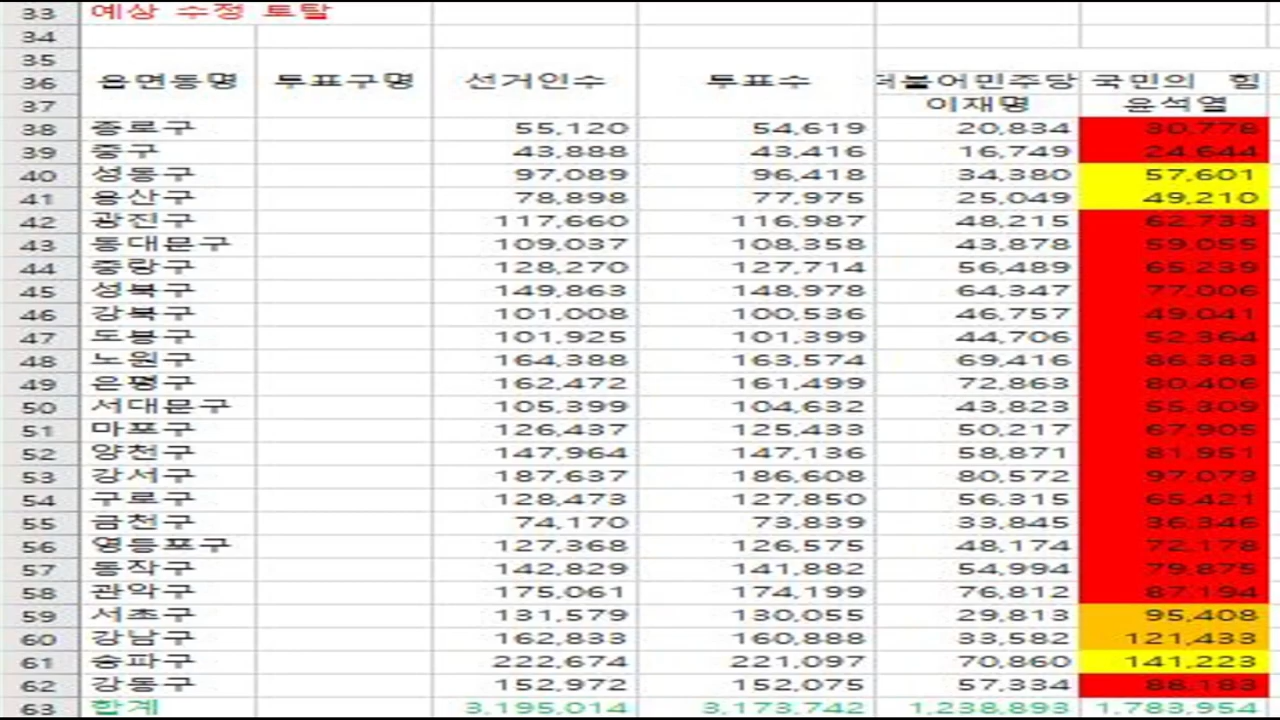 33 예상 수정 토탈
34
35
36 읍면동명 투표구명 선거인수 투표수 더불어민주당 국민의 힘
37 이재명 윤석열
38 종로구 55,120 54,619 20,834 30,778
39 중구 43,888 43,416 16,749 24,644
40 성동구 97,089 96,418 34,380 57,601
41 용산구 78,898 77,975 25,049 49,210
42 광진구 117,660 116,987 48,215 62,733
43 동대문구 109,037 108,358 43,878 59,055
44 중랑구 128,270 127,714 56,489 65,239
45 성북구 149,863 148,978 64,347 77,006
46 강북구 101,008 100,536 46,757 49,041
47 도봉구 101,925 101,399 44,706 52,364
48 노원구 164,388 163,574 69,416 86,383
49 은평구 162,472 161,499 72,863 80,406
50 서대문구 105,399 104,632 43,823 55,309
51 마포구 126,437 125,433 50,217 67,905
52 양천구 147,964 147,136 58,871 81,951
53 강서구 187,637 186,608 80,572 97,073
54 구로구 128,473 127,850 56,315 65,421
55 금천구 74,170 73,839 33,845 36,346
56 영등포구 127,368 126,575 48,174 72,178
57 동작구 142,829 141,882 54,994 79,875
58 관악구 175,061 174,199 76,812 87,194
59 서초구 131,579 130,055 29,813 95,408
60 강남구 162,833 160,888 33,582 121,433
61 송파구 222,674 221,097 70,860 141,223
62 강동구 152,972 152,075 57,334 88,183
63 합계 3,195,014 3,173,742 1,238,893 1,783,954